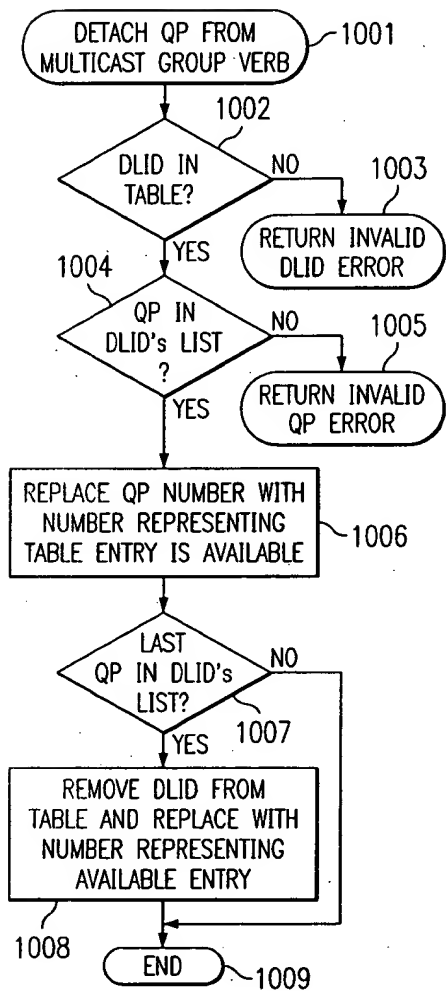 DETACH QP FROM
MULTICAST GROUP VERB
1001
1002
DLID IN
TABLE?
NO
1003
RETURN INVALID
DLID ERROR
YES
1004
QP IN
DLID's LIST
?
NO
1005
RETURN INVALID
QP ERROR
YES
REPLACE QP NUMBER WITH
NUMBER REPRESENTING
TABLE ENTRY IS AVAILABLE
1006
LAST
QP IN DLID's
LIST?
NO
1007
YES
REMOVE DLID FROM
TABLE AND REPLACE WITH
NUMBER REPRESENTING
AVAILABLE ENTRY
1008
END
1009